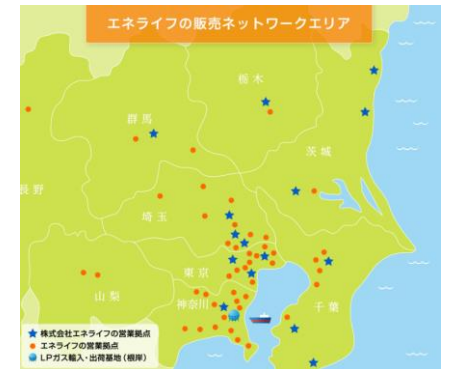 エネライフの販売ネットワークエリア
栃木
群馬
茨城
長野
埼玉
東京
山梨
神奈川
千葉
株式会社エネライフの営業拠点
エネライフの営業拠点
LPガス輸入・出荷基地(根岸)